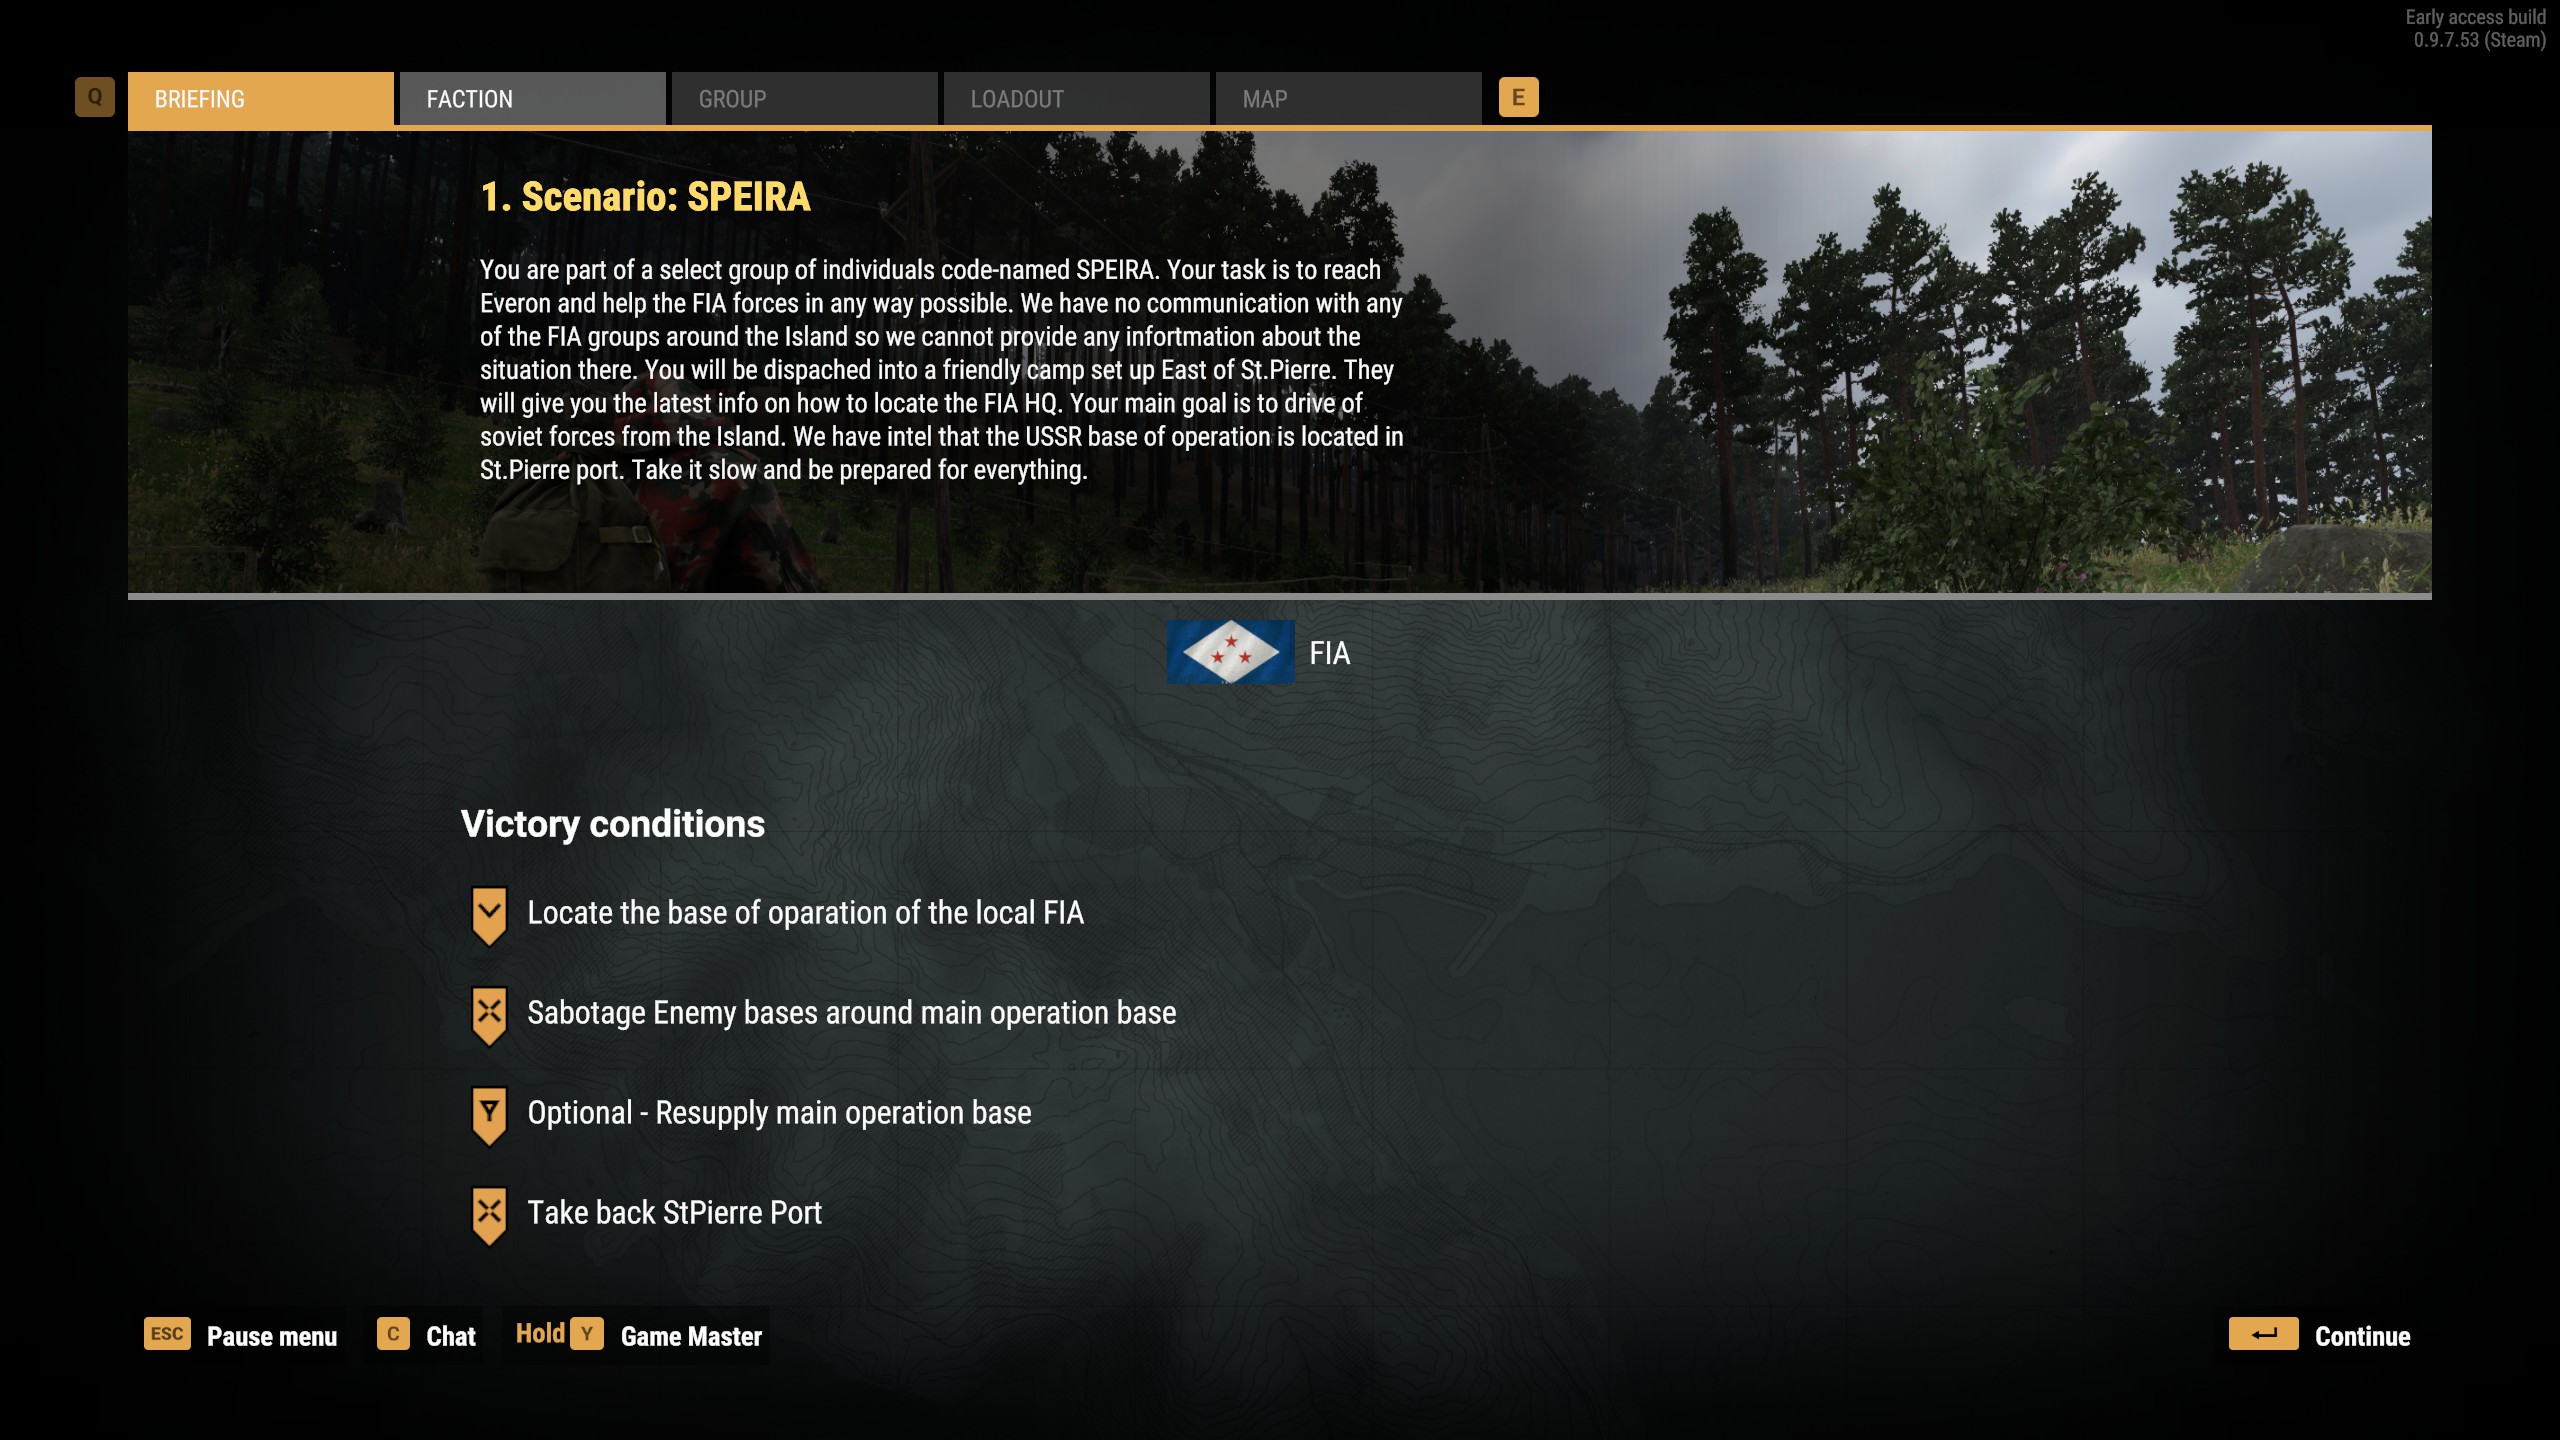 Early access build
0.9.7.53 (Steam)
Q BRIEFING FACTION GROUP LOADOUT MAP E
1. Scenario: SPEIRA
You are part of a select group of individuals code-named SPEIRA. Your task is to reach
Everon and help the FIA forces in any way possible. We have no communication with any
of the FIA groups around the Island so we cannot provide any infortmation about the
situation there. You will be dispached into a friendly camp set up East of St.Pierre. They
will give you the latest info on how to locate the FIA HQ. Your main goal is to drive of
soviet forces from the Island. We have intel that the USSR base of operation is located in
St.Pierre port. Take it slow and be prepared for everything.
FIA
Victory conditions
Locate the base of oparation of the local FIA
Sabotage Enemy bases around main operation base
Optional - Resupply main operation base
Take back StPierre Port
ESC Pause menu C Chat Hold Y Game Master Continue